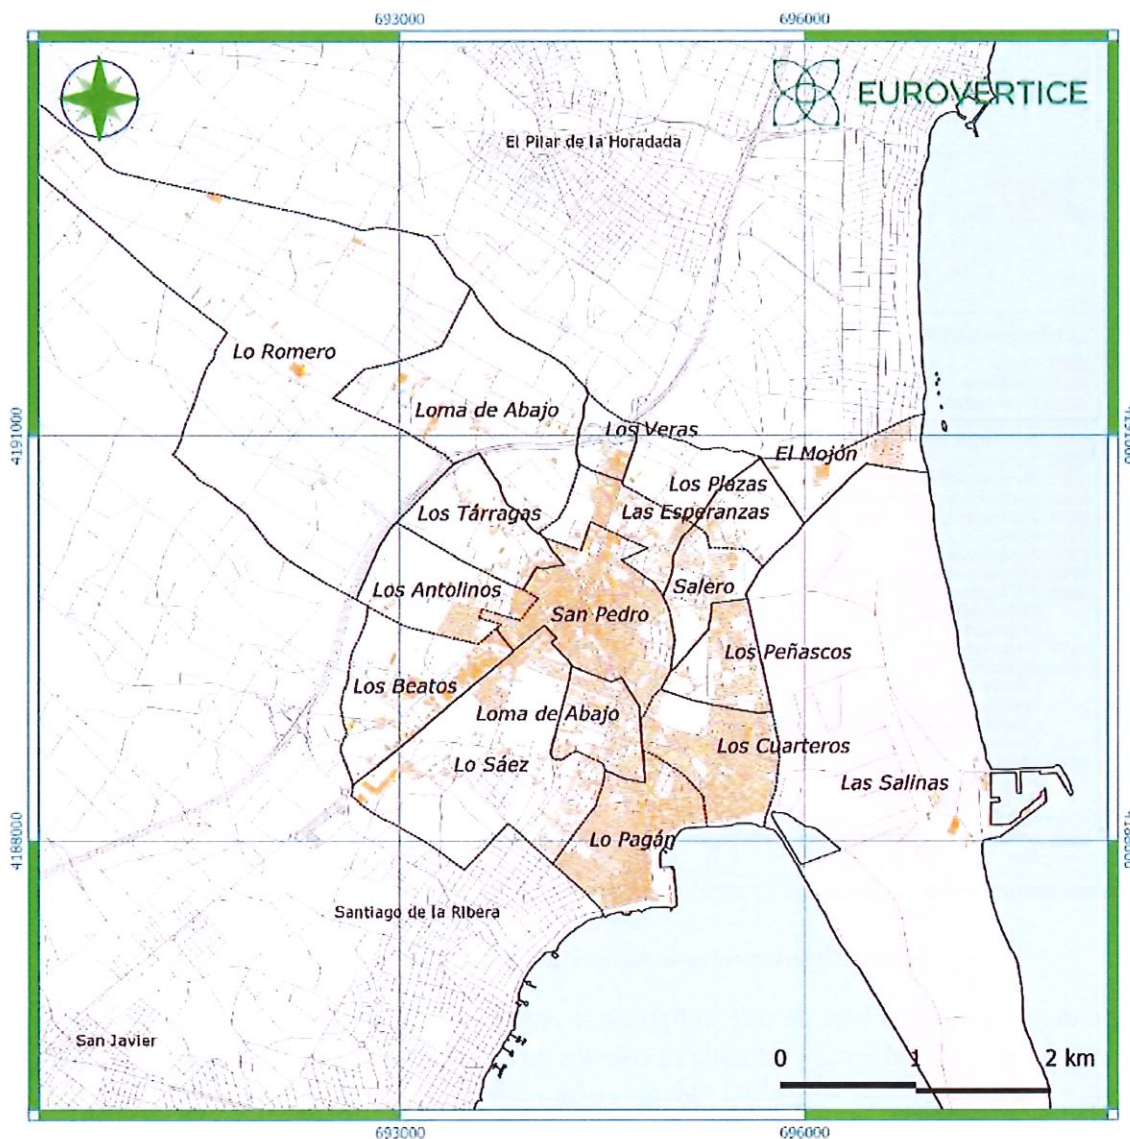 693000
696000
EUROVERTICE
El Pilar de la Horadada
Lo Romero
Loma de Abajo
Los Veras
4191000
4191000
El Mojón
Los Plazas
Los Tárragas
Las Esperanzas
Los Antolinos
Salero
San Pedro
Los Peñascos
Los Beatos
Loma de Abajo
Los Cuarteros
Lo Sáez
Las Salinas
Lo Pagán
4188000
4188000
Santiago de la Ribera
San Javier
0 1 2 km
693000
696000